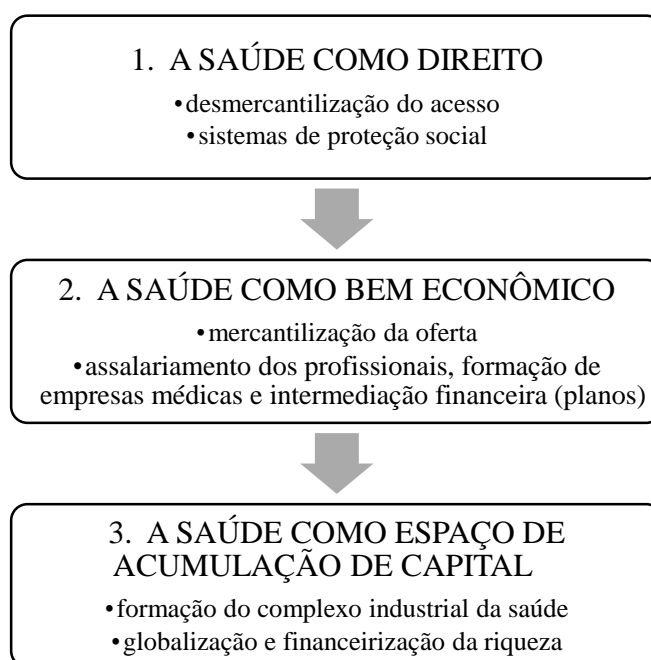 1. A SAÚDE COMO DIREITO
•desmercantilização do acesso
•sistemas de proteção social
2. A SAÚDE COMO BEM ECONÔMICO
•mercantilização da oferta
•assalariamento dos profissionais, formação de
empresas médicas e intermediação financeira (planos)
3. A SAÚDE COMO ESPAÇO DE
ACUMULAÇÃO DE CAPITAL
•formação do complexo industrial da saúde
•globalização e financeirização da riqueza